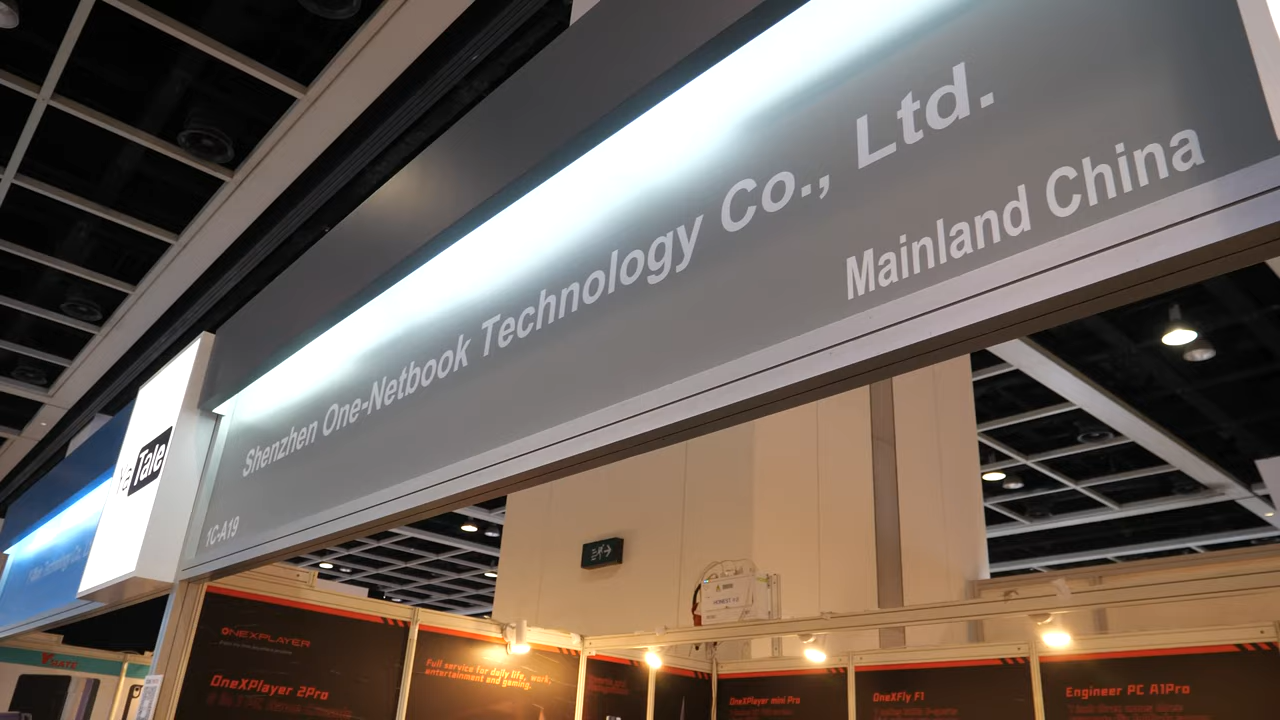 Shenzhen One-Netbook Technology Co., Ltd.
Mainland China
1C-A19
Tale
ONEXPLAYER
OneXPlayer 2Pro
Full service for daily life, work,
entertainment and gaming.
OneXPlayer mini Pro
OneXFly F1
Engineer PC A1Pro